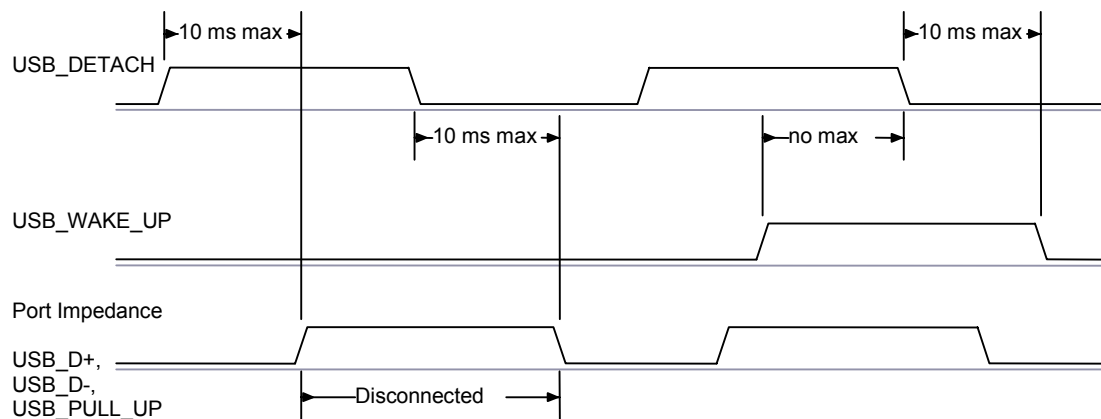 10 ms max
10 ms max
USB_DETACH
10 ms max
no max
USB_WAKE_UP
Port Impedance
USB_D+,
USB_D-,
USB_PULL_UP
Disconnected